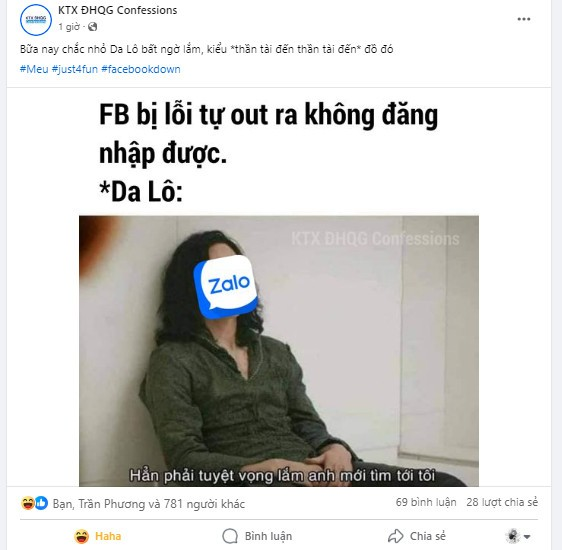 KTX ĐHQG Confessions
1 giờ ·
Bữa nay chắc nhỏ Da Lô bất ngờ lắm, kiểu *thần tài đến thần tài đến* đồ đó
#Meu #just4fun #facebookdown
FB bị lỗi tự out ra không đăng
nhập được.
*Da Lô:
KTX ĐHQG Confessions
Zalo
Hẳn phải tuyệt vọng lắm anh mới tìm tới tôi
Bạn, Trần Phương và 781 người khác
69 bình luận 28 lượt chia sẻ
Haha Bình luận Chia sẻ